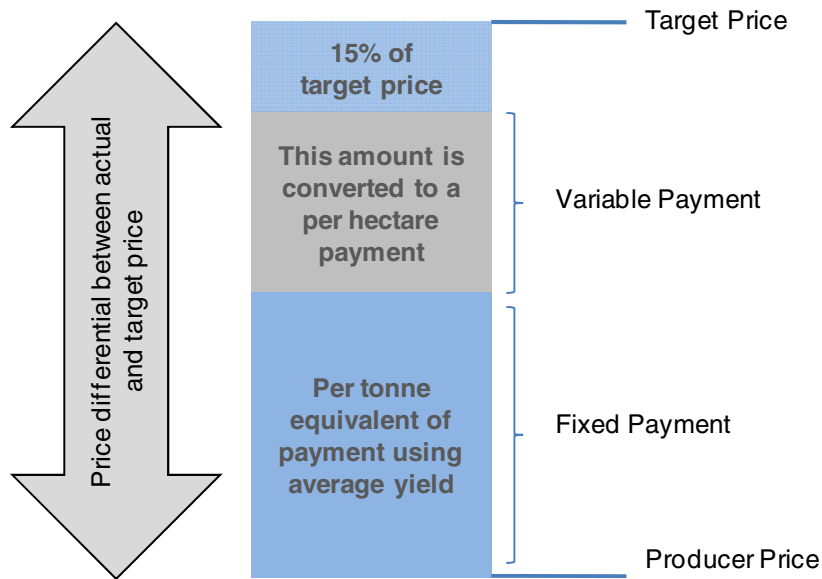 Target Price
15% of
target price
Price differential between actual
and target price
This amount is
converted to a
per hectare
payment
Variable Payment
Per tonne
equivalent of
payment using
average yield
Fixed Payment
Producer Price